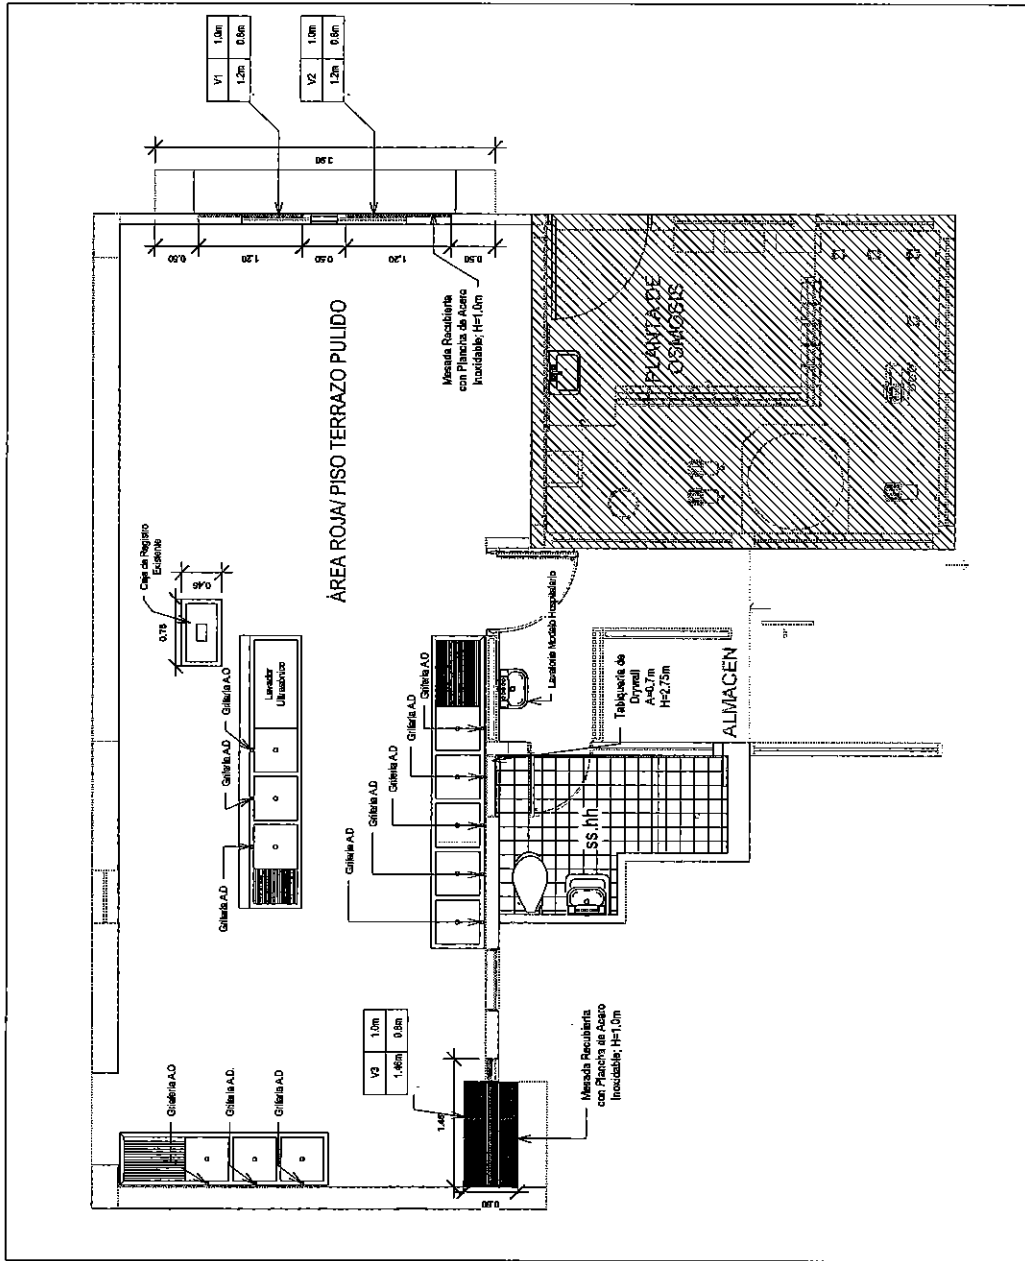 V1 1.0m
1.2m 0.8m
V2 1.0m
1.2m 0.8m
3.90
0.50
1.20
0.50
1.20
0.50
Mesada Recubierta
con Plancha de Acero
Inoxidable; H=1.0m
ÁREA ROJA/ PISO TERRAZO PULIDO
PLANTA DE
OSMOSIS
Caja de Registro
Existente
0.45
0.75
Lavador
Ultrasónico
Grifería A.O
Grifería A.D
Grifería A.D
Grifería A.O
Grifería A.D
Grifería A.D
Grifería A.D
Grifería A.D
Lavatorio Modelo Hospitalario
Tabiquería de
Drywall
A=0.7m
H=2.75m
ALMACÉN
ss.hh
V3 1.0m
1.46m 0.8m
1.46
0.60
Mesada Recubierta
con Plancha de Acero
Inoxidable; H=1.0m
Grifería A.O
Grifería A.D.
Grifería A.D